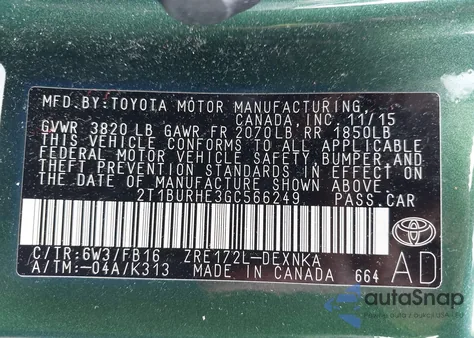 MFD. BY: TOYOTA MOTOR MANUFACTURING,
CANADA, INC. 11/15
GVWR 3820 LB GAWR FR 2070LB RR 1850LB
THIS VEHICLE CONFORMS TO ALL APPLICABLE
FEDERAL MOTOR VEHICLE SAFETY, BUMPER, AND
THEFT PREVENTION STANDARDS IN EFFECT ON
THE DATE OF MANUFACTURE SHOWN ABOVE.
2T1BURHE3GC566249 PASS. CAR
C/TR: 6W3/FB16 ZRE172L-DEXNKA
A/TM: -04A/K313 MADE IN CANADA 664
AD
autoSnap